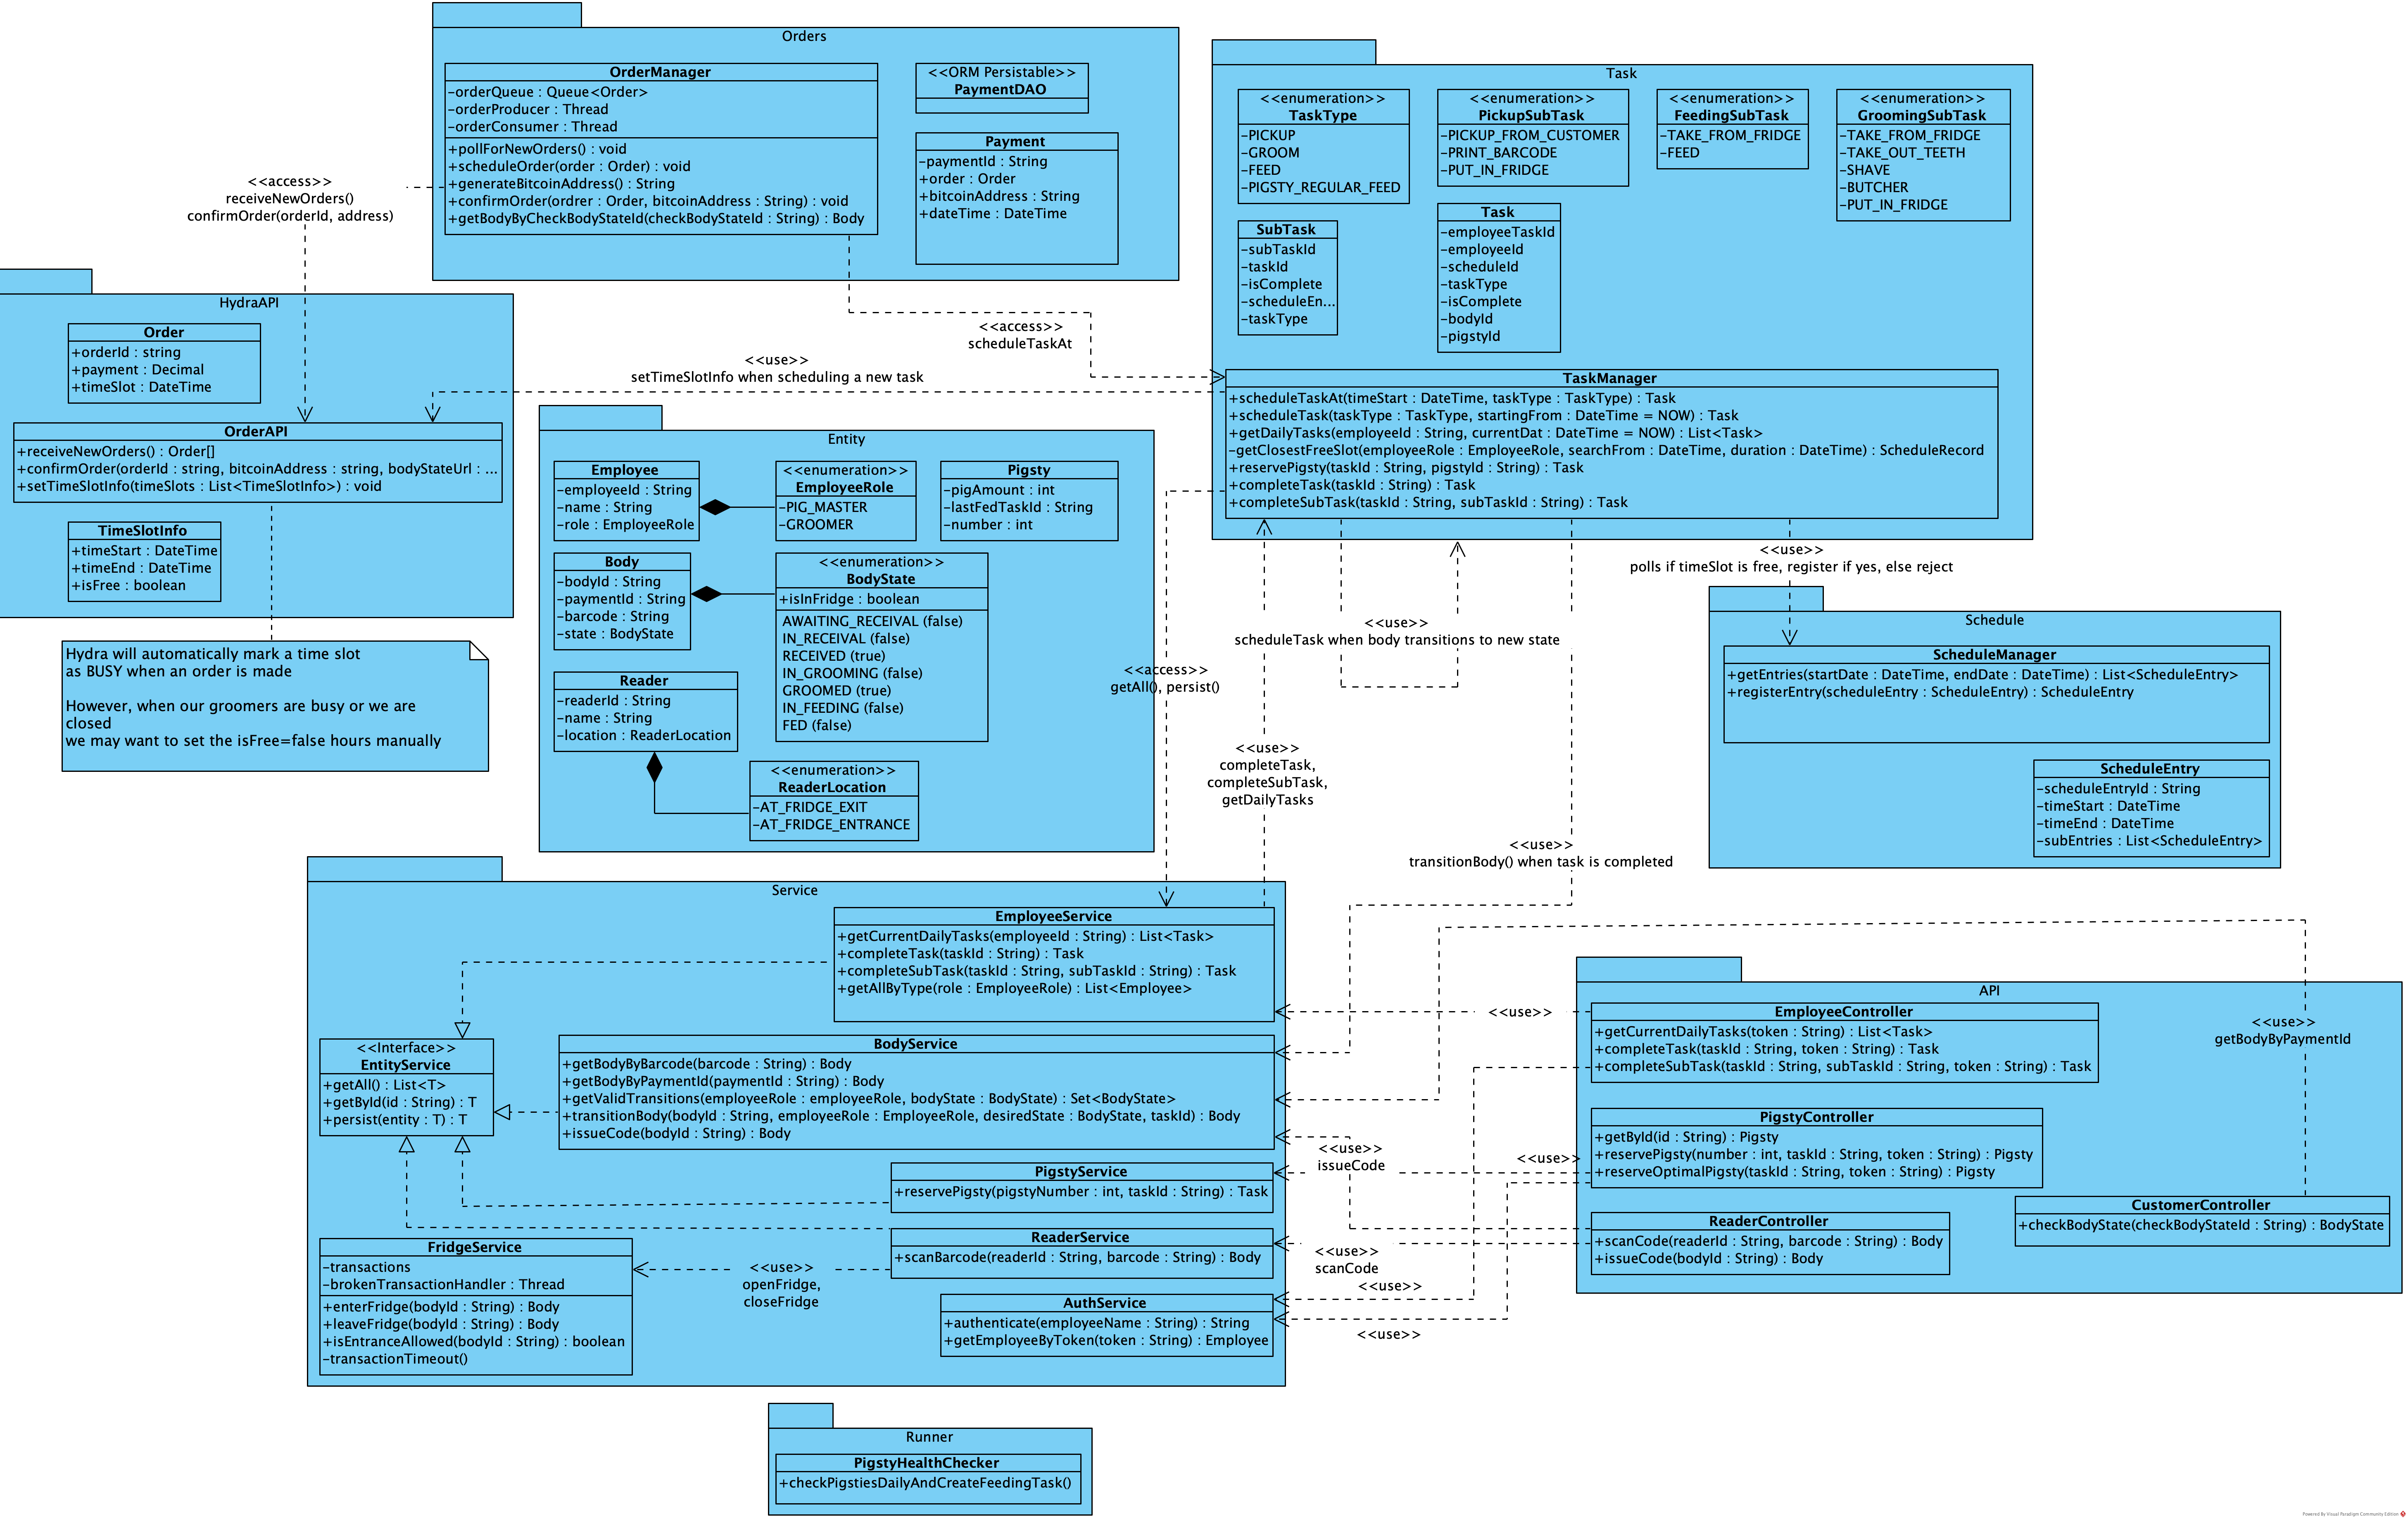 Orders
OrderManager
-orderQueue : Queue<Order>
-orderProducer : Thread
-orderConsumer : Thread
+pollForNewOrders() : void
+scheduleOrder(order : Order) : void
+generateBitcoinAddress() : String
+confirmOrder(ordrer : Order, bitcoinAddress : String) : void
+getBodyByCheckBodyStateId(checkBodyStateId : String) : Body
<<ORM Persistable>>
PaymentDAO
Payment
-paymentId : String
+order : Order
+bitcoinAddress : String
+dateTime : DateTime
<<access>>
receiveNewOrders()
confirmOrder(orderId, address)
HydraAPI
Order
+orderId : string
+payment : Decimal
+timeSlot : DateTime
OrderAPI
+receiveNewOrders() : Order[]
+confirmOrder(orderId : string, bitcoinAddress : string, bodyStateUrl : ...
+setTimeSlotInfo(timeSlots : List<TimeSlotInfo>) : void
TimeSlotInfo
+timeStart : DateTime
+timeEnd : DateTime
+isFree : boolean
Hydra will automatically mark a time slot
as BUSY when an order is made
However, when our groomers are busy or we are
closed
we may want to set the isFree=false hours manually
<<access>>
scheduleTaskAt
<<use>>
setTimeSlotInfo when scheduling a new task
Task
<<enumeration>>
TaskType
-PICKUP
-GROOM
-FEED
-PIGSTY_REGULAR_FEED
<<enumeration>>
PickupSubTask
-PICKUP_FROM_CUSTOMER
-PRINT_BARCODE
-PUT_IN_FRIDGE
<<enumeration>>
FeedingSubTask
-TAKE_FROM_FRIDGE
-FEED
<<enumeration>>
GroomingSubTask
-TAKE_FROM_FRIDGE
-TAKE_OUT_TEETH
-SHAVE
-BUTCHER
-PUT_IN_FRIDGE
SubTask
-subTaskId
-taskId
-isComplete
-scheduleEn...
-taskType
Task
-employeeTaskId
-employeeId
-scheduleId
-taskType
-isComplete
-bodyId
-pigstyId
TaskManager
+scheduleTaskAt(timeStart : DateTime, taskType : TaskType) : Task
+scheduleTask(taskType : TaskType, startingFrom : DateTime = NOW) : Task
+getDailyTasks(employeeId : String, currentDat : DateTime = NOW) : List<Task>
-getClosestFreeSlot(employeeRole : EmployeeRole, searchFrom : DateTime, duration : DateTime) : ScheduleRecord
+reservePigsty(taskId : String, pigstyId : String) : Task
+completeTask(taskId : String) : Task
+completeSubTask(taskId : String, subTaskId : String) : Task
Entity
Employee
-employeeId : String
-name : String
-role : EmployeeRole
<<enumeration>>
EmployeeRole
-PIG_MASTER
-GROOMER
Pigsty
-pigAmount : int
-lastFedTaskId : String
-number : int
Body
-bodyId : String
-paymentId : String
-barcode : String
-state : BodyState
<<enumeration>>
BodyState
+isInFridge : boolean
AWAITING_RECEIVAL (false)
IN_RECEIVAL (false)
RECEIVED (true)
IN_GROOMING (false)
GROOMED (true)
IN_FEEDING (false)
FED (false)
Reader
-readerId : String
-name : String
-location : ReaderLocation
<<enumeration>>
ReaderLocation
-AT_FRIDGE_EXIT
-AT_FRIDGE_ENTRANCE
<<access>>
getAll(), persist()
<<use>>
scheduleTask when body transitions to new state
<<use>>
completeTask,
completeSubTask,
getDailyTasks
<<use>>
polls if timeSlot is free, register if yes, else reject
<<use>>
transitionBody() when task is completed
Schedule
ScheduleManager
+getEntries(startDate : DateTime, endDate : DateTime) : List<ScheduleEntry>
+registerEntry(scheduleEntry : ScheduleEntry) : ScheduleEntry
ScheduleEntry
-scheduleEntryId : String
-timeStart : DateTime
-timeEnd : DateTime
-subEntries : List<ScheduleEntry>
Service
EmployeeService
+getCurrentDailyTasks(employeeId : String) : List<Task>
+completeTask(taskId : String) : Task
+completeSubTask(taskId : String, subTaskId : String) : Task
+getAllByType(role : EmployeeRole) : List<Employee>
<<Interface>>
EntityService
+getAll() : List<T>
+getById(id : String) : T
+persist(entity : T) : T
BodyService
+getBodyByBarcode(barcode : String) : Body
+getBodyByPaymentId(paymentId : String) : Body
+getValidTransitions(employeeRole : employeeRole, bodyState : BodyState) : Set<BodyState>
+transitionBody(bodyId : String, employeeRole : EmployeeRole, desiredState : BodyState, taskId) : Body
+issueCode(bodyId : String) : Body
PigstyService
+reservePigsty(pigstyNumber : int, taskId : String) : Task
ReaderService
+scanBarcode(readerId : String, barcode : String) : Body
FridgeService
-transactions
-brokenTransactionHandler : Thread
+enterFridge(bodyId : String) : Body
+leaveFridge(bodyId : String) : Body
+isEntranceAllowed(bodyId : String) : boolean
-transactionTimeout()
<<use>>
openFridge,
closeFridge
AuthService
+authenticate(employeeName : String) : String
+getEmployeeByToken(token : String) : Employee
<<use>>
<<use>>
issueCode
<<use>>
<<use>>
scanCode
<<use>>
<<use>>
API
EmployeeController
+getCurrentDailyTasks(token : String) : List<Task>
+completeTask(taskId : String, token : String) : Task
+completeSubTask(taskId : String, subTaskId : String, token : String) : Task
<<use>>
getBodyByPaymentId
PigstyController
+getById(id : String) : Pigsty
+reservePigsty(number : int, taskId : String, token : String) : Pigsty
+reserveOptimalPigsty(taskId : String, token : String) : Pigsty
ReaderController
+scanCode(readerId : String, barcode : String) : Body
+issueCode(bodyId : String) : Body
CustomerController
+checkBodyState(checkBodyStateId : String) : BodyState
Runner
PigstyHealthChecker
+checkPigstiesDailyAndCreateFeedingTask()
Powered By Visual Paradigm Community Edition